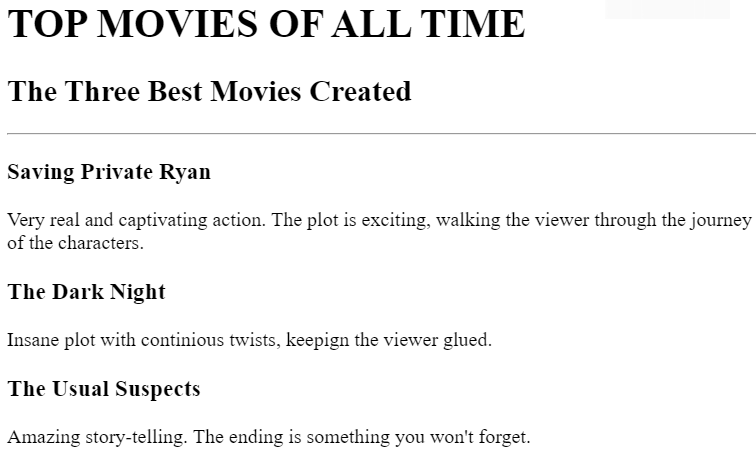 TOP MOVIES OF ALL TIME
The Three Best Movies Created
Saving Private Ryan
Very real and captivating action. The plot is exciting, walking the viewer through the journey
of the characters.
The Dark Night
Insane plot with continious twists, keepign the viewer glued.
The Usual Suspects
Amazing story-telling. The ending is something you won't forget.